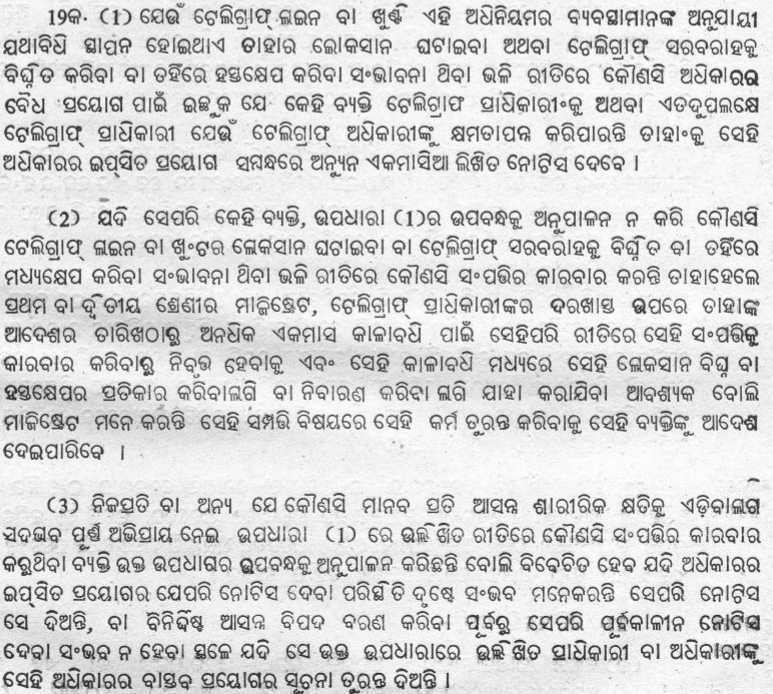 19କ. (1) ଯେଉଁ ଟେଲିଗ୍ରାଫ୍ ଲଇନ ବା ଖୁଣ୍ଟି ଏହି ଅଧିନିୟମର ବ୍ୟବସ୍ଥାମାନଙ୍କ ଅନୁଯାୟୀ
ଯଥାବିଧି ସ୍ଥାପନ ହୋଇଥାଏ ତାହାର ଲୋକସାନ ଘଟାଇବା ଅଥବା ଟେଲିଗ୍ରାଫ୍ ସରବରାହକୁ
ବିଘ୍ନିତ କରିବା ବା ତହିଁରେ ହସ୍ତକ୍ଷେପ କରିବା ସଂଭାବନା ଥିବା ଭଳି ରୀତିରେ କୌଣସି ଅଧିକାରର
ବୈଧ ପ୍ରୟୋଗ ପାଇଁ ଇଚ୍ଛୁକ ଯେ କେହି ବ୍ୟକ୍ତି ଟେଲିଗ୍ରାଫ ପ୍ରାଧିକାରୀଂକୁ ଅଥବା ଏତଦୁପଲକ୍ଷେ
ଟେଲିଗ୍ରାଫ୍ ପ୍ରାଧିକାରୀ ଯେଉଁ ଟେଲିଗ୍ରାଫ୍ ଅଧିକାରୀଙ୍କୁ କ୍ଷମତାପନ୍ନ କରିପାରନ୍ତି ତାହାଂକୁ ସେହି
ଅଧିକାରର ଇପ୍‌ସିତ ପ୍ରୟୋଗ ସମ୍ବନ୍ଧରେ ଅନ୍ୟୂନ ଏକମାସିଆ ଲିଖିତ ନୋଟିସ ଦେବେ ।
(2) ଯଦି ସେପରି କେହି ବ୍ୟକ୍ତି, ଉପଧାରା (1)ର ଉପବନ୍ଧକୁ ଅନୁପାଳନ ନ କରି କୌଣସି
ଟେଲିଗ୍ରାଫ୍ ଲଇନ ବା ଖୁଂଟର ଲେକସାନ ଘଟାଇବା ବା ଟେଲିଗ୍ରାଫ୍ ସରବରାହକୁ ବିଘ୍ନିତ ବା ତହିଁରେ
ମଧ୍ୟକ୍ଷେପ କରିବା ସଂଭାବନା ଥିବା ଭଳି ରୀତିରେ କୌଣସି ସଂପତ୍ତିର କାରବାର କରନ୍ତି ତାହାହେଲେ
ପ୍ରଥମ ବା ଦ୍ବିତୀୟ ଶ୍ରେଣୀର ମାଜିଷ୍ଟ୍ରେଟ, ଟେଲିଗ୍ରାଫ୍ ପ୍ରାଧିକାରୀଙ୍କର ଦରଖାସ୍ତ ଉପରେ ତାହାଙ୍କ
ଆଦେଶର ତାରିଖଠାରୁ ଅନଧିକ ଏକମାସ କାଳାବଧି ପାଇଁ ସେହିପରି ରୀତିରେ ସେହି ସଂପତ୍ତିକୁ
କାରବାର କରିବାରୁ ନିବୃତ୍ତ ହେବାକୁ ଏବଂ ସେହି କାଳାବଧି ମଧ୍ୟରେ ସେହି ଲେକସାନ ବିଘ୍ନ ବା
ହସ୍ତକ୍ଷେପର ପ୍ରତିକାର କରିବାଲଗି ବା ନିବାରଣ କରିବା ଲଗି ଯାହା କରାଯିବା ଆବଶ୍ୟକ ବୋଲି
ମାଜିଷ୍ଟ୍ରେଟ ମନେ କରନ୍ତି ସେହି ସମ୍ପତ୍ତି ବିଷୟରେ ସେହି କର୍ମ ତୁରନ୍ତ କରିବାକୁ ସେହି ବ୍ୟକ୍ତିଙ୍କୁ ଆଦେଶ
ଦେଇପାରିବେ ।
(3) ନିଜପ୍ରତି ବା ଅନ୍ୟ ଯେ କୌଣସି ମାନବ ପ୍ରତି ଆସନ୍ନ ଶାରୀରିକ କ୍ଷତିକୁ ଏଡ଼ିବାଲଗି
ସଦ୍‌ଭାବ ପୂର୍ଣ୍ଣ ଅଭିପ୍ରାୟ ନେଇ ଉପଧାରା (1) ରେ ଉଲ୍ଲିଖିତ ରୀତିରେ କୌଣସି ସଂପତ୍ତିର କାରବାର
କରୁଥିବା ବ୍ୟକ୍ତି ଉକ୍ତ ଉପଧାରାର ଉପବନ୍ଧକୁ ଅନୁପାଳନ କରିଛନ୍ତି ବୋଲି ବିବେଚିତ ହେବ ଯଦି ଅଧିକାରର
ଇପ୍‌ସିତ ପ୍ରୟୋଗର ଯେପରି ନୋଟିସ ଦେବା ପରିସ୍ଥିତି ଦୃଷ୍ଟେ ସଂଭବ ମନେକରନ୍ତି ସେପରି ନୋଟିସ
ସେ ଦିଅନ୍ତି, ବା ବିନିର୍ଦ୍ଦିଷ୍ଟ ଆସନ୍ନ ବିପଦ ବରଣ କରିବା ପୂର୍ବରୁ ସେପରି ପୂର୍ବକାଳୀନ ନୋଟିସ
ଦେବା ସଂଭବ ନ ହେବା ସ୍ଥଳେ ଯଦି ସେ ଉକ୍ତ ଉପଧାରାରେ ଉଲ୍ଲିଖିତ ପ୍ରାଧିକାରୀ ବା ଅଧିକାରୀଙ୍କୁ
ସେହି ଅଧିକାରର ବାସ୍ତବ ପ୍ରୟୋଗର ସୂଚନା ତୁରନ୍ତ ଦିଅନ୍ତି ।